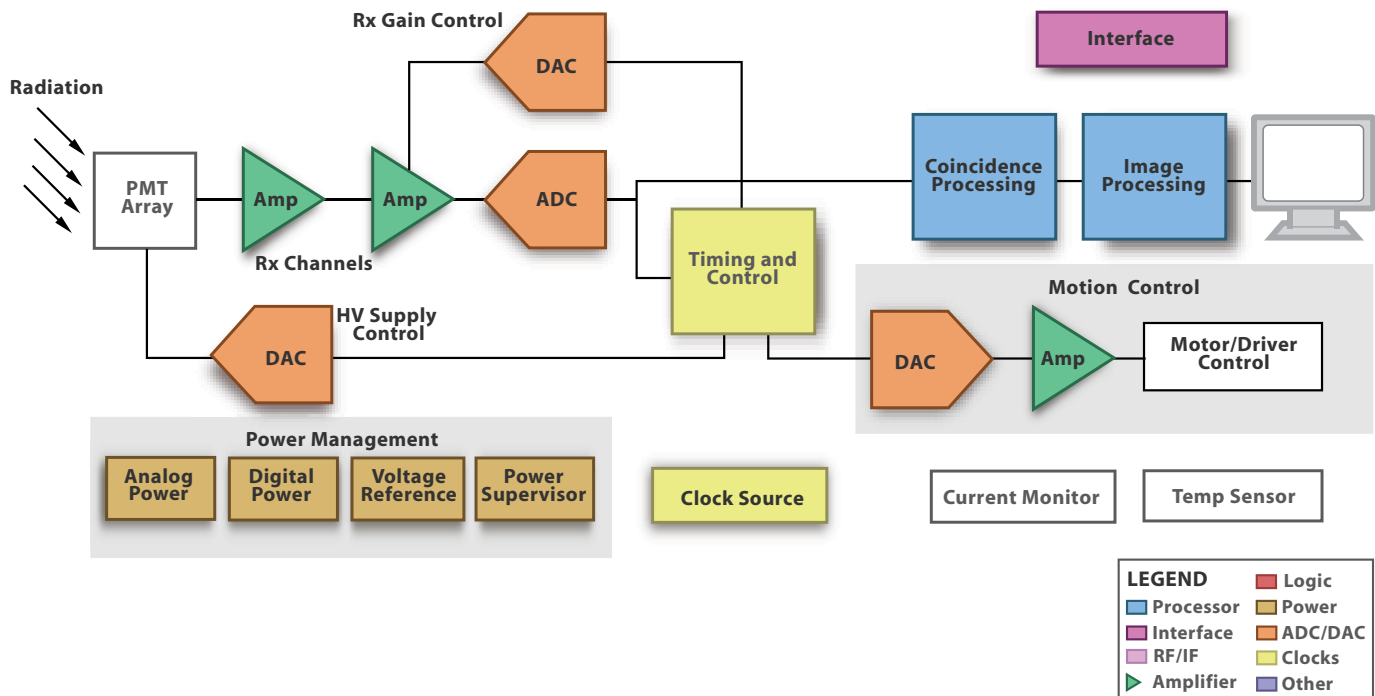 Rx Gain Control
DAC
Interface
Radiation
PMT
Array
Amp
Amp
ADC
Rx Channels
Coincidence
Processing
Image
Processing
Timing and
Control
HV Supply
Control
DAC
Motion Control
DAC
Amp
Motor/Driver
Control
Power Management
Analog
Power
Digital
Power
Voltage
Reference
Power
Supervisor
Clock Source
Current Monitor
Temp Sensor
LEGEND
Processor
Interface
RF/IF
Amplifier
Logic
Power
ADC/DAC
Clocks
Other